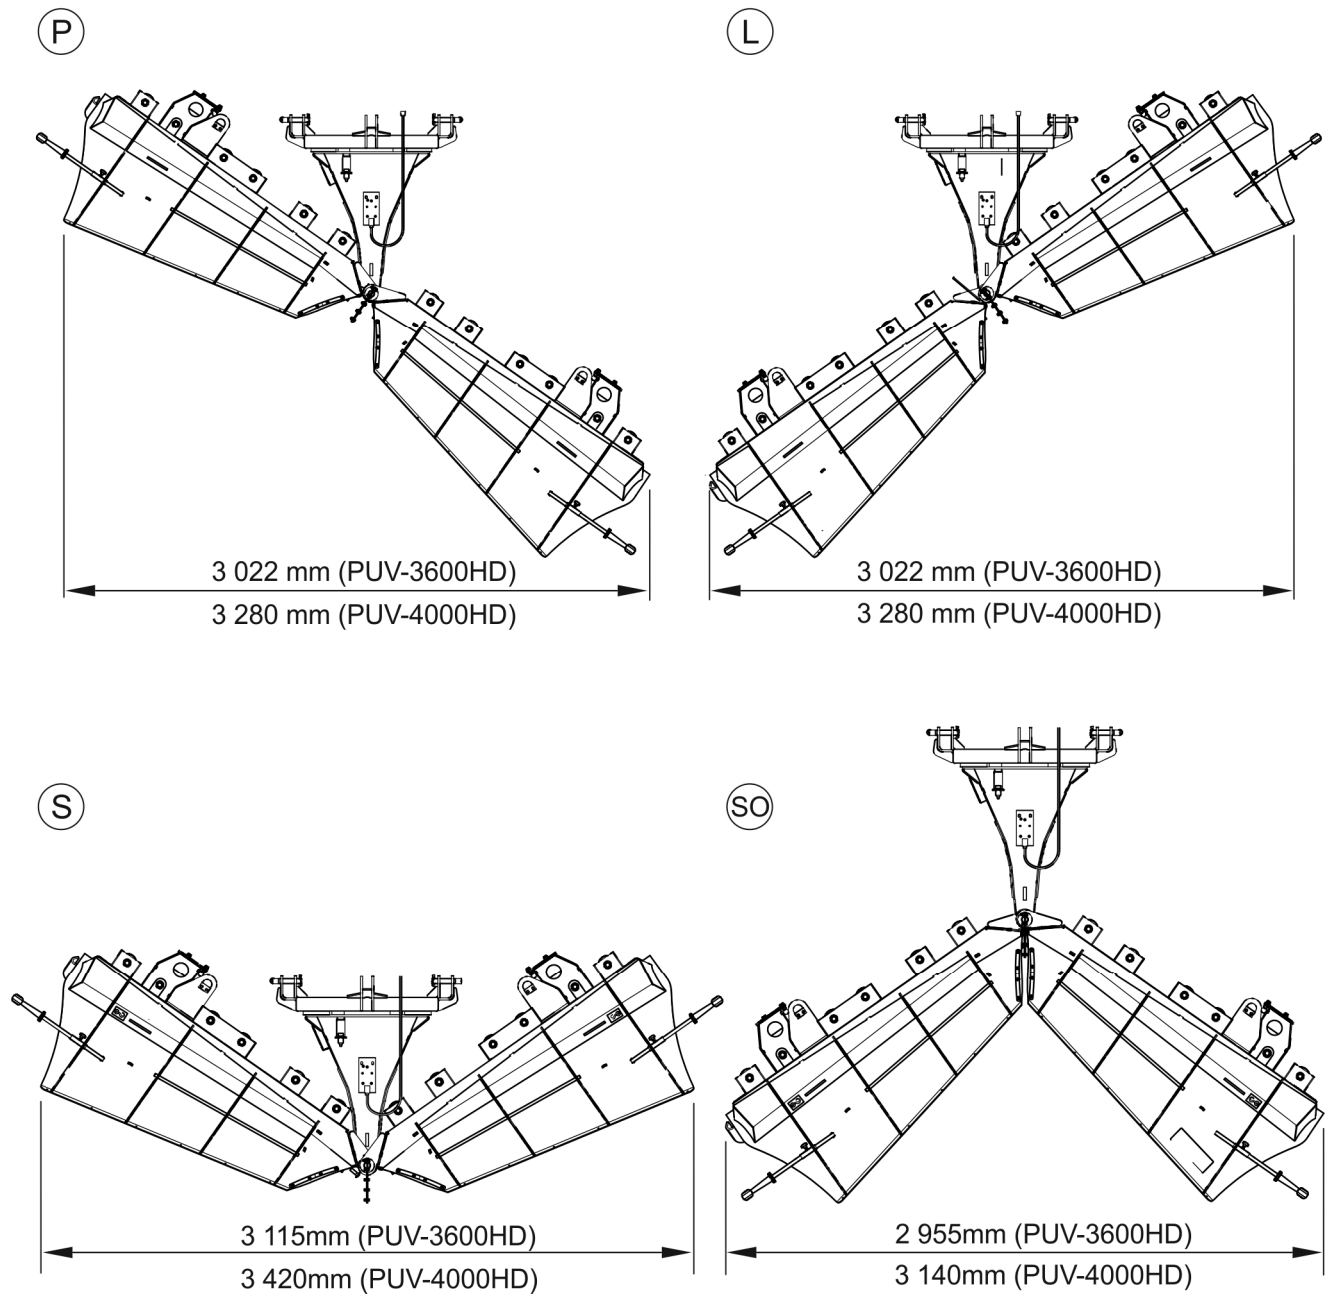 P
L
3 022 mm (PUV-3600HD)
3 280 mm (PUV-4000HD)
3 022 mm (PUV-3600HD)
3 280 mm (PUV-4000HD)
S
SO
3 115mm (PUV-3600HD)
3 420mm (PUV-4000HD)
2 955mm (PUV-3600HD)
3 140mm (PUV-4000HD)